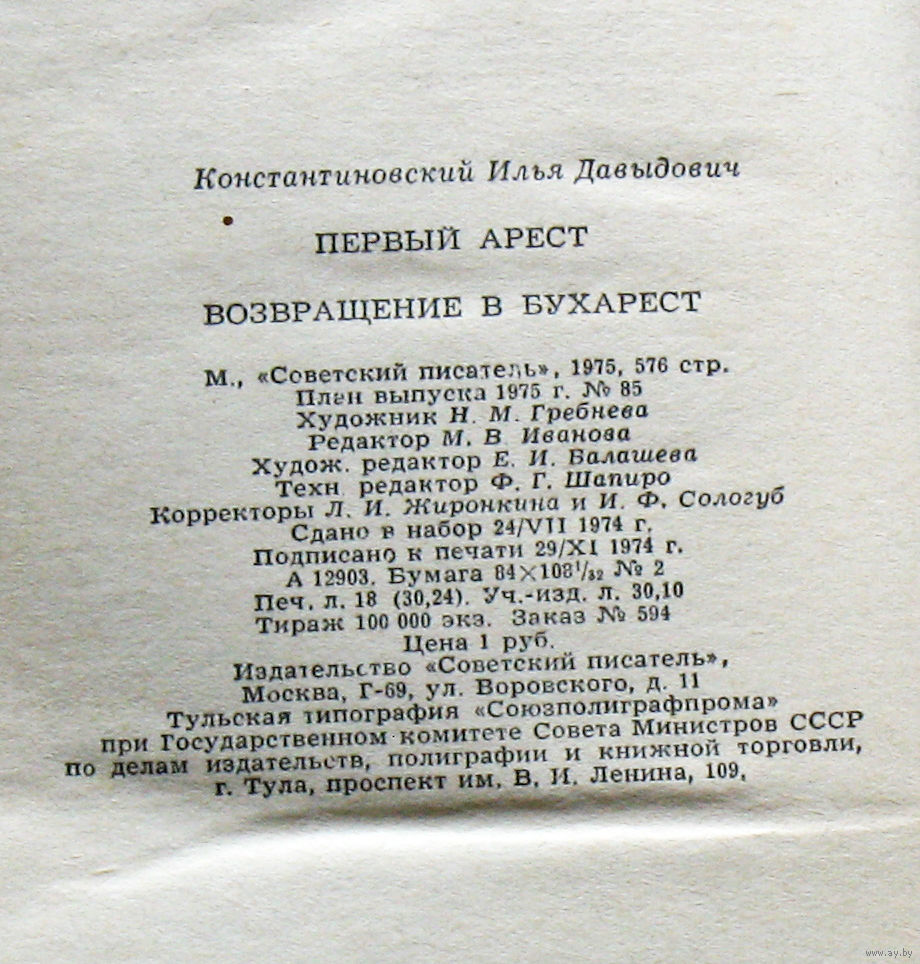 Константиновский Илья Давыдович
ПЕРВЫЙ АРЕСТ
ВОЗВРАЩЕНИЕ В БУХАРЕСТ
М., «Советский писатель», 1975, 576 стр.
План выпуска 1975 г. № 85
Художник Н. М. Гребнева
Редактор М. В. Иванова
Худож. редактор Е. И. Балашева
Техн. редактор Ф. Г. Шапиро
Корректоры Л. И. Жиронкина и И. Ф. Сологуб
Сдано в набор 24/VII 1974 г.
Подписано к печати 29/XI 1974 г.
А 12903. Бумага 84×108¹/₃₂ № 2
Печ. л. 18 (30,24). Уч.-изд. л. 30,10
Тираж 100 000 экз. Заказ № 594
Цена 1 руб.
Издательство «Советский писатель»,
Москва, Г-69, ул. Воровского, д. 11
Тульская типография «Союзполиграфпрома»
при Государственном комитете Совета Министров СССР
по делам издательств, полиграфии и книжной торговли,
г. Тула, проспект им. В. И. Ленина, 109.
www.ay.by